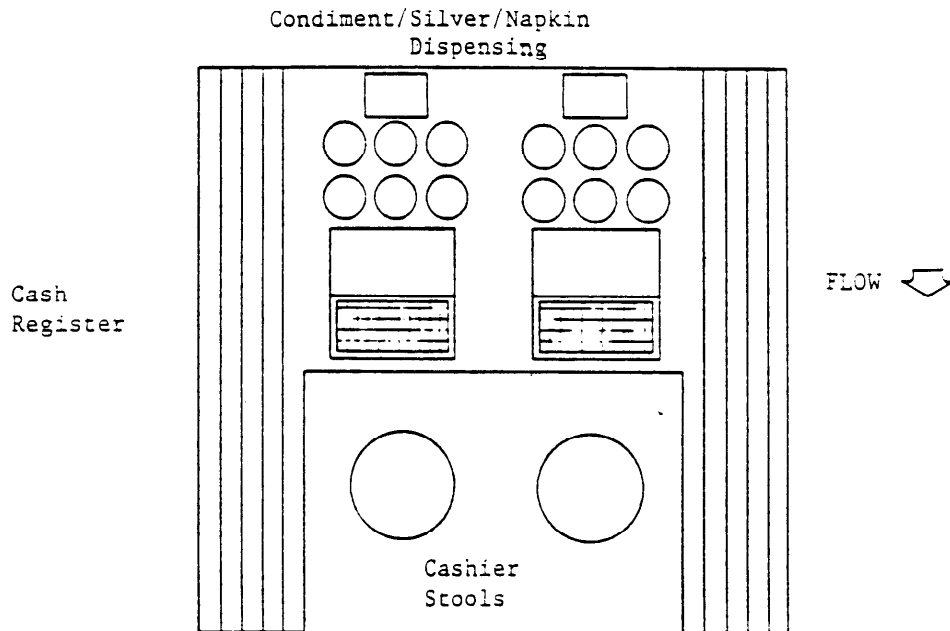 Condiment/Silver/Napkin
Dispensing
Cash
Register
FLOW
Cashier
Stools